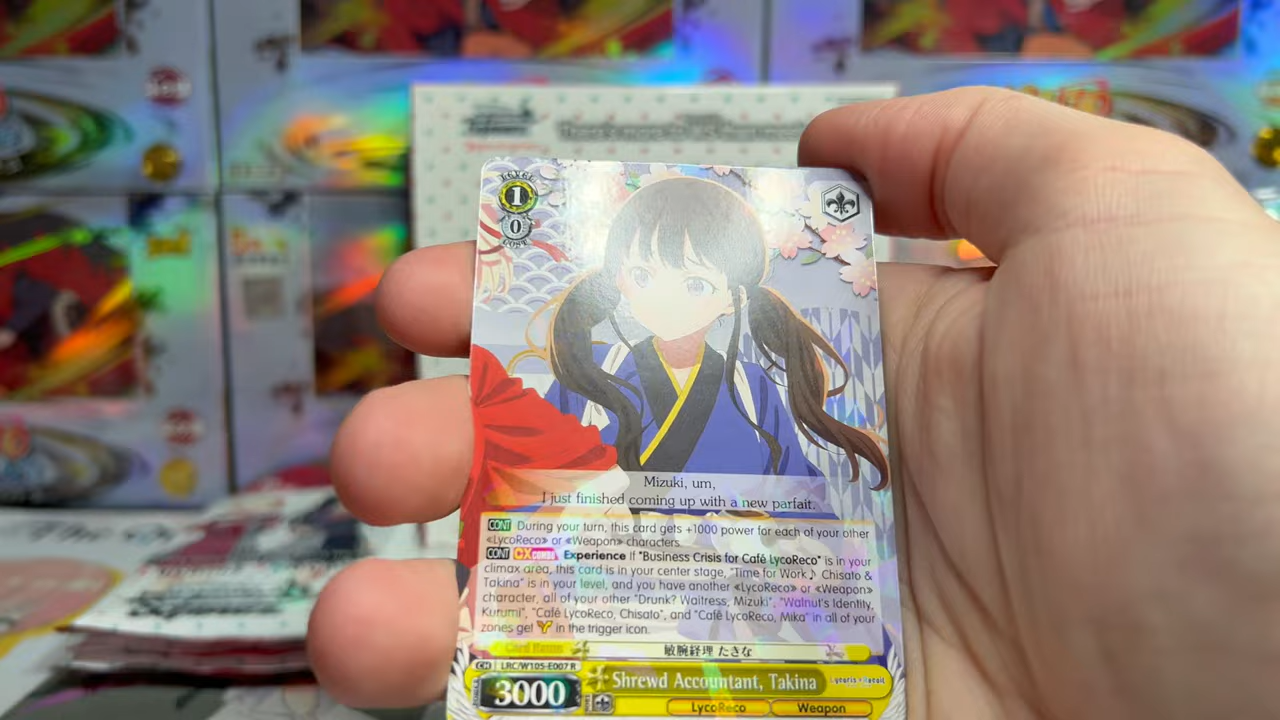 LEVEL
1
0
COST
Mizuki, um,
I just finished coming up with a new parfait.
CONT During your turn, this card gets +1000 power for each of your other
«LycoReco» or «Weapon» characters.
CONT CX COMBO Experience If "Business Crisis for Café LycoReco" is in your
climax area, this card is in your center stage, "Time for Work♪ Chisato &
Takina" is in your level, and you have another «LycoReco» or «Weapon»
character, all of your other "Drunk? Waitress, Mizuki", "Walnut's Identity,
Kurumi", "Café LycoReco, Chisato", and "Café LycoReco, Mika" in all of your
zones get in the trigger icon.
Card Name
敏腕経理 たきな
CH LRC/W105-E007 R
3000
Shrewd Accountant, Takina
Lycoris Recoil
LycoReco
Weapon